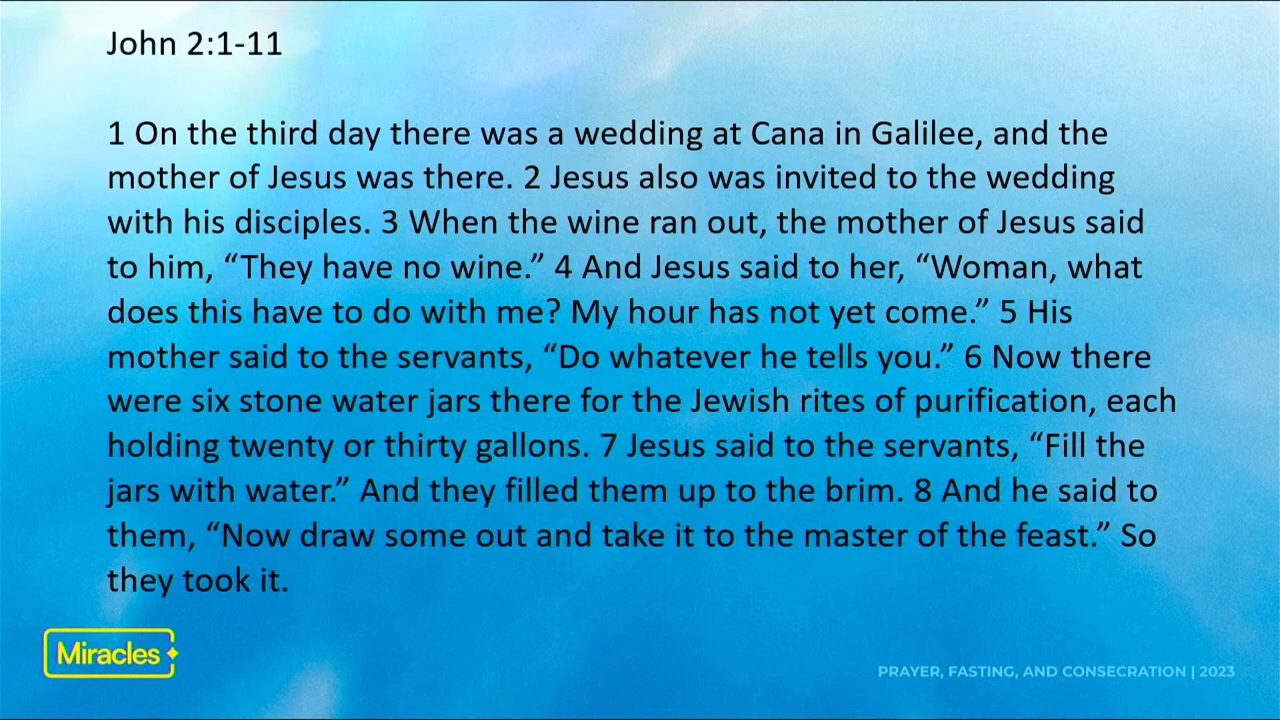 John 2:1-11
1 On the third day there was a wedding at Cana in Galilee, and the
mother of Jesus was there. 2 Jesus also was invited to the wedding
with his disciples. 3 When the wine ran out, the mother of Jesus said
to him, “They have no wine.” 4 And Jesus said to her, “Woman, what
does this have to do with me? My hour has not yet come.” 5 His
mother said to the servants, “Do whatever he tells you.” 6 Now there
were six stone water jars there for the Jewish rites of purification, each
holding twenty or thirty gallons. 7 Jesus said to the servants, “Fill the
jars with water.” And they filled them up to the brim. 8 And he said to
them, “Now draw some out and take it to the master of the feast.” So
they took it.
Miracles
PRAYER, FASTING, AND CONSECRATION | 2023